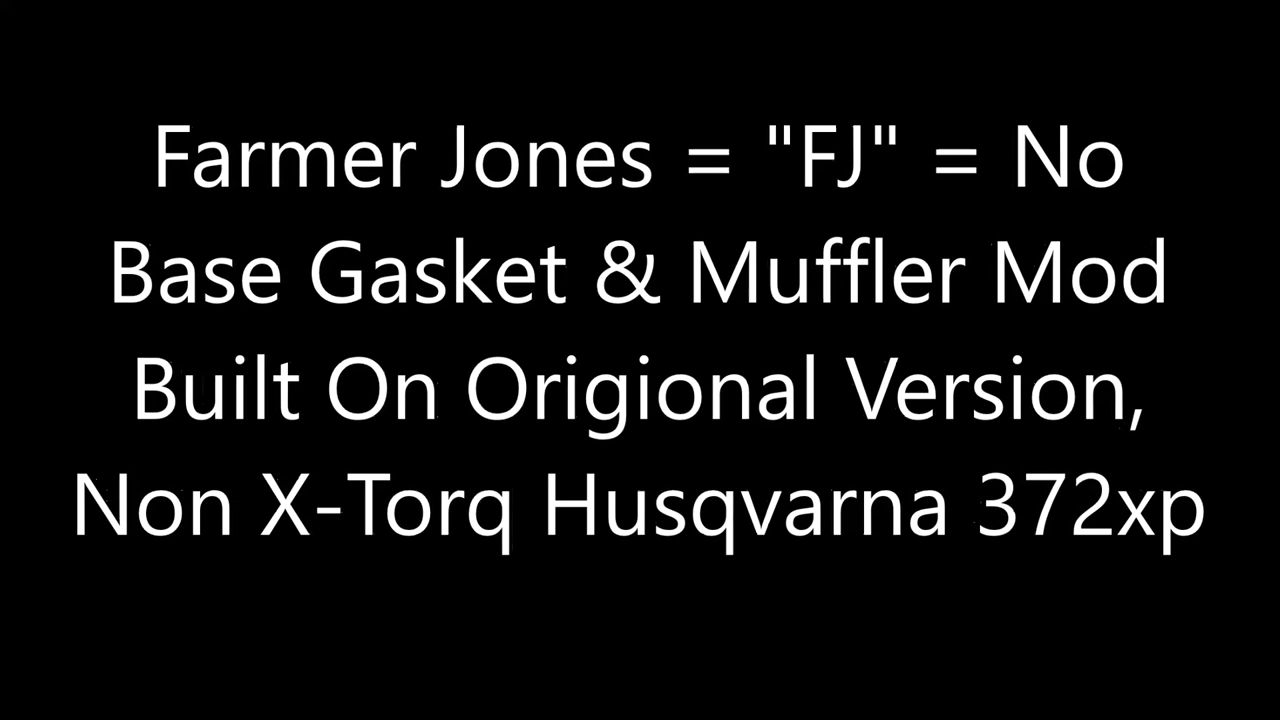 Farmer Jones = "FJ" = No
Base Gasket & Muffler Mod
Built On Origional Version,
Non X-Torq Husqvarna 372xp